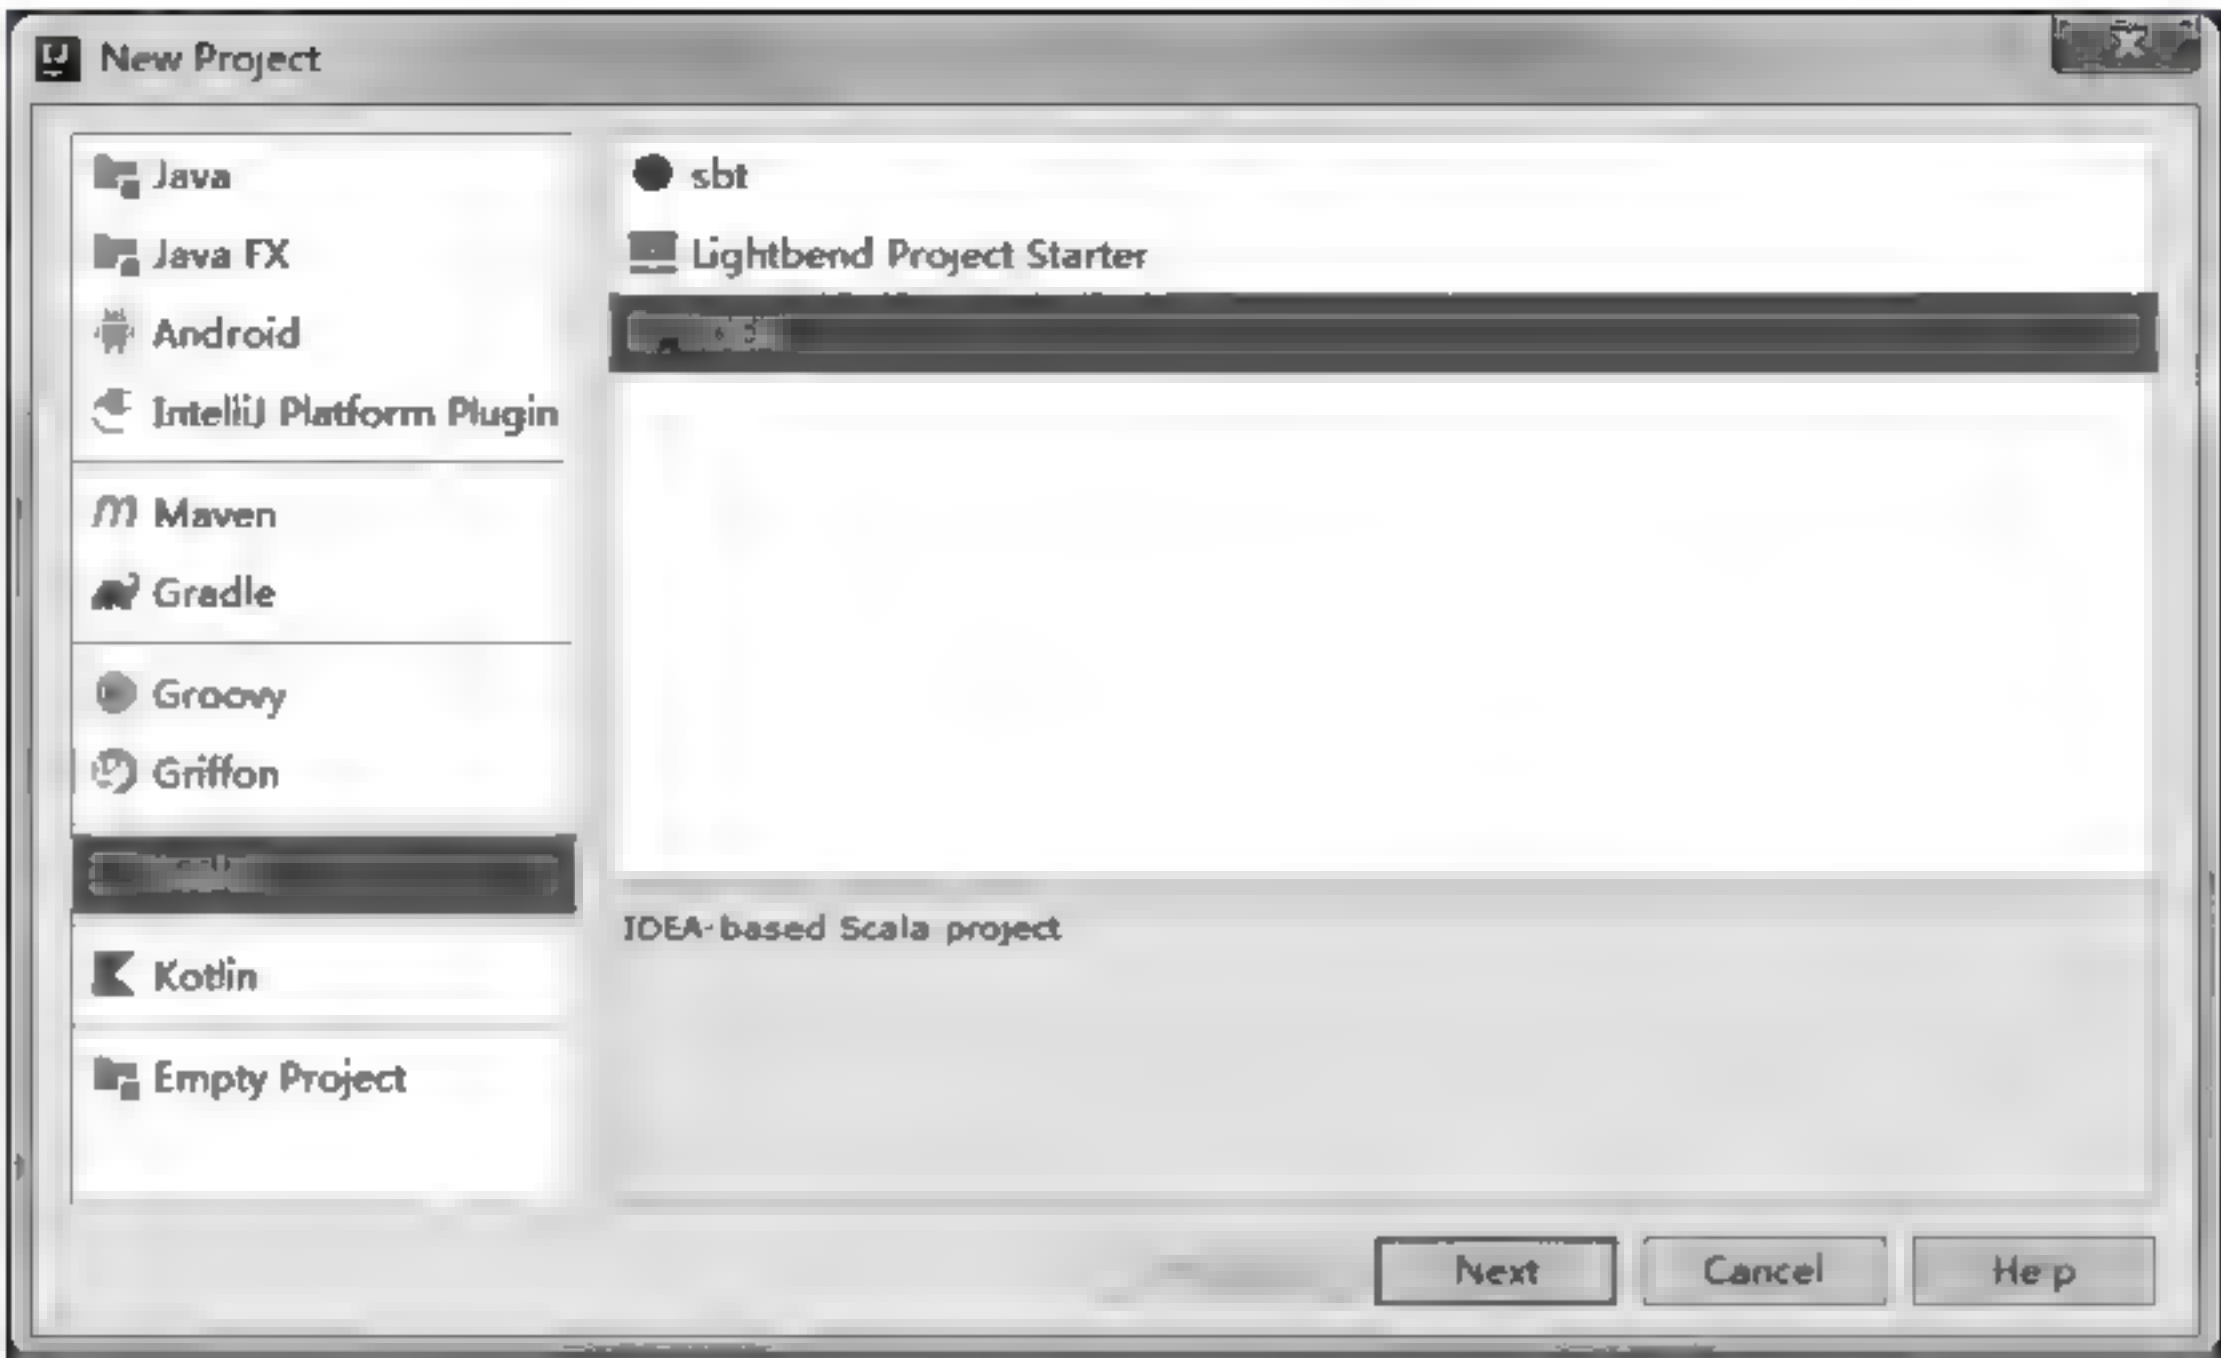 New Project
Java
Java FX
Android
IntelliJ Platform Plugin
Maven
Gradle
Groovy
Griffon
Kotlin
Empty Project
sbt
Lightbend Project Starter
IDEA-based Scala project
Next
Cancel
Help